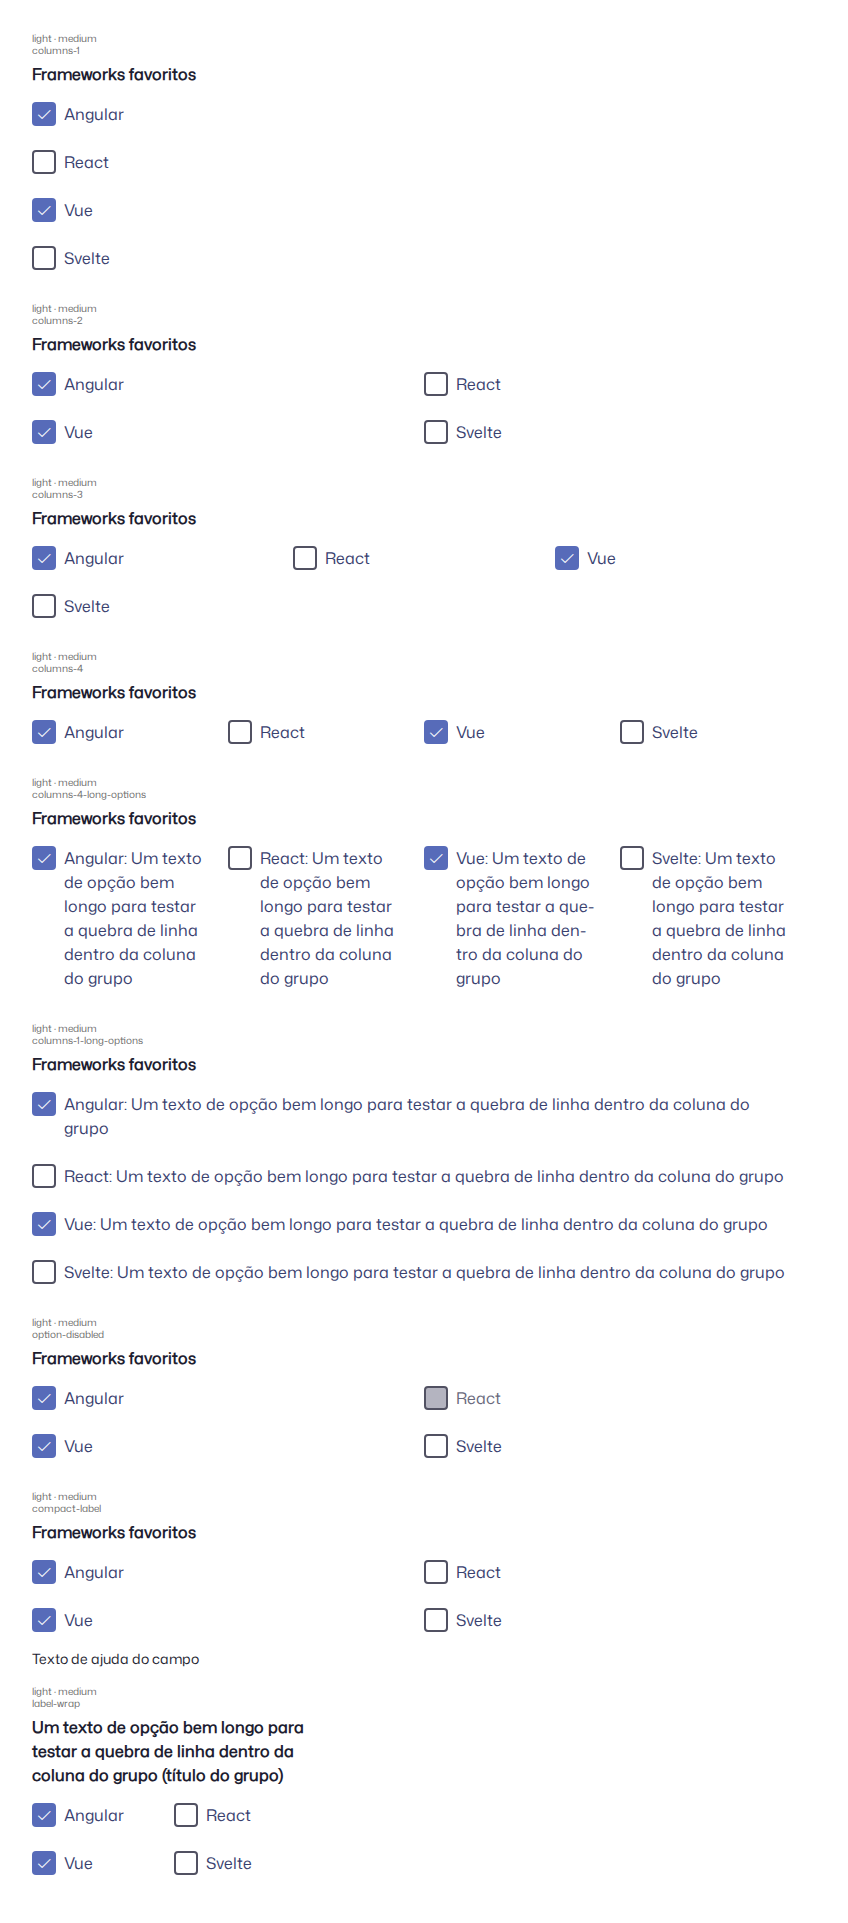 light · medium
columns-1
Frameworks favoritos
Angular
React
Vue
Svelte
light · medium
columns-2
Frameworks favoritos
Angular React
Vue Svelte
light · medium
columns-3
Frameworks favoritos
Angular React Vue
Svelte
light · medium
columns-4
Frameworks favoritos
Angular React Vue Svelte
light · medium
columns-4-long-options
Frameworks favoritos
Angular: Um texto
de opção bem
longo para testar
a quebra de linha
dentro da coluna
do grupo
React: Um texto
de opção bem
longo para testar
a quebra de linha
dentro da coluna
do grupo
Vue: Um texto de
opção bem longo
para testar a que-
bra de linha den-
tro da coluna do
grupo
Svelte: Um texto
de opção bem
longo para testar
a quebra de linha
dentro da coluna
do grupo
light · medium
columns-1-long-options
Frameworks favoritos
Angular: Um texto de opção bem longo para testar a quebra de linha dentro da coluna do
grupo
React: Um texto de opção bem longo para testar a quebra de linha dentro da coluna do grupo
Vue: Um texto de opção bem longo para testar a quebra de linha dentro da coluna do grupo
Svelte: Um texto de opção bem longo para testar a quebra de linha dentro da coluna do grupo
light · medium
option-disabled
Frameworks favoritos
Angular React
Vue Svelte
light · medium
compact-label
Frameworks favoritos
Angular React
Vue Svelte
Texto de ajuda do campo
light · medium
label-wrap
Um texto de opção bem longo para
testar a quebra de linha dentro da
coluna do grupo (título do grupo)
Angular React
Vue Svelte